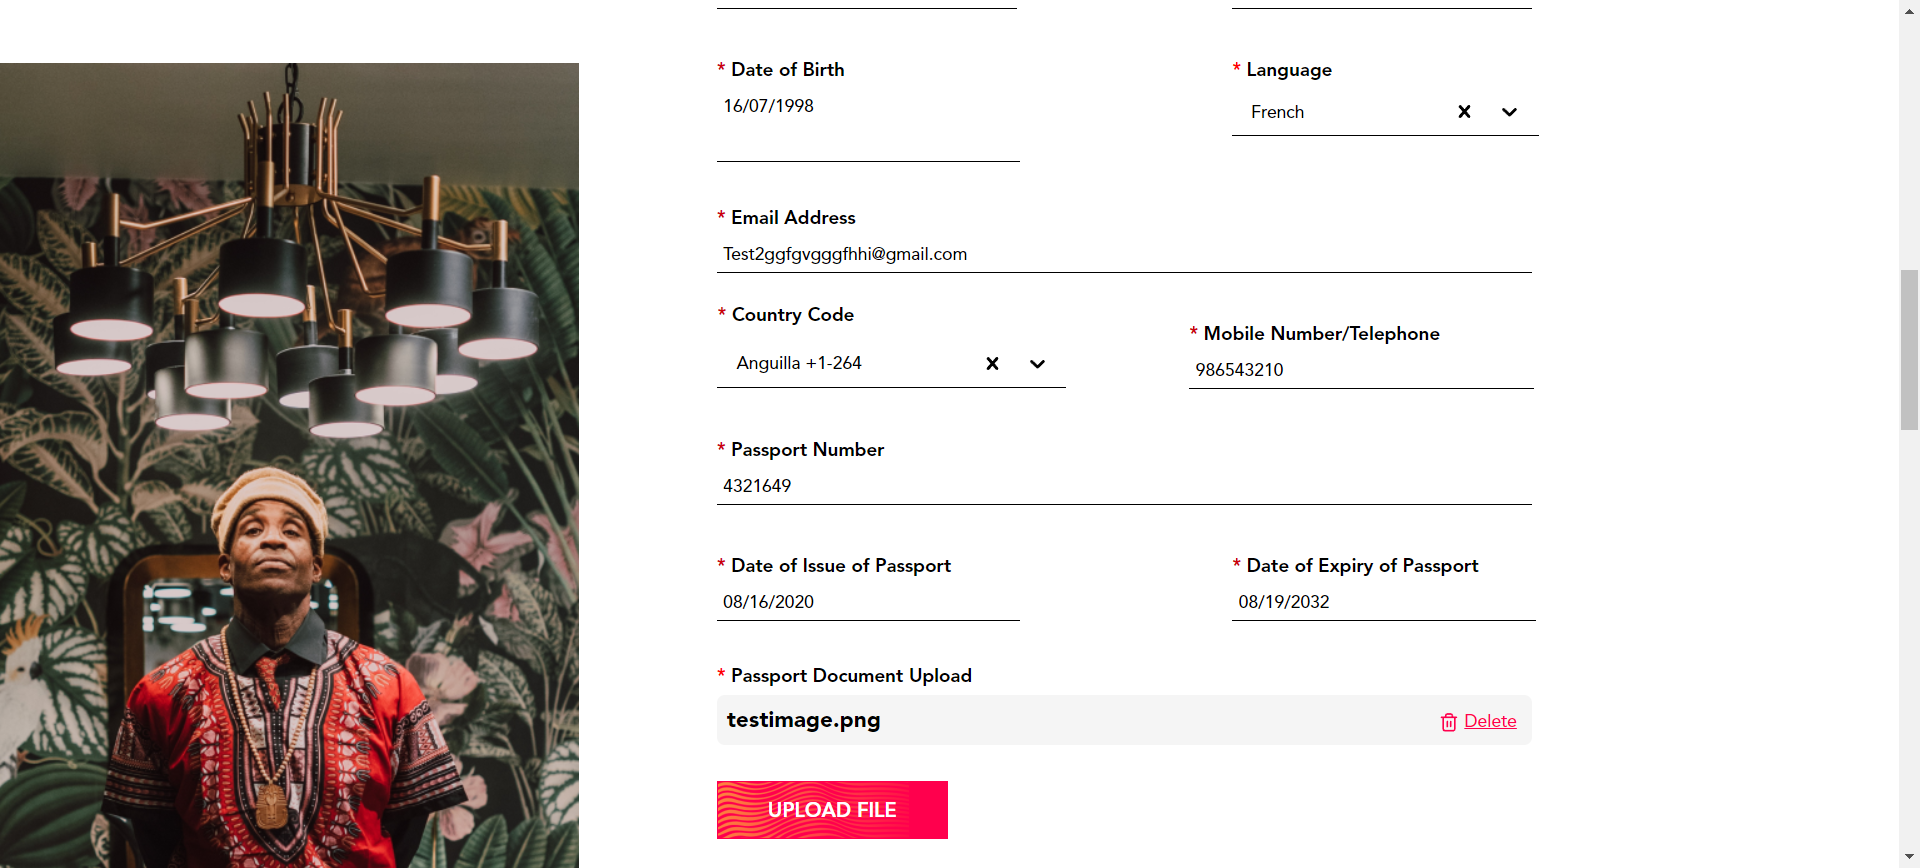 * Date of Birth
16/07/1998
* Language
French
* Email Address
Test2ggfgvgggfhhi@gmail.com
* Country Code
Anguilla +1-264
* Mobile Number/Telephone
986543210
* Passport Number
4321649
* Date of Issue of Passport
08/16/2020
* Date of Expiry of Passport
08/19/2032
* Passport Document Upload
testimage.png
Delete
UPLOAD FILE